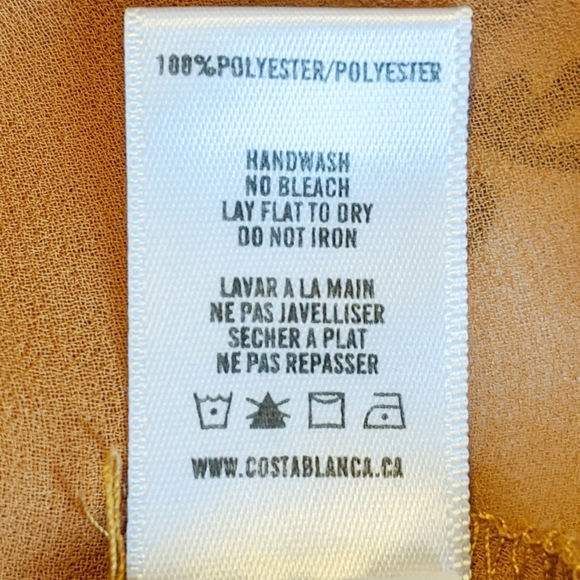 100%POLYESTER/POLYESTER
HANDWASH
NO BLEACH
LAY FLAT TO DRY
DO NOT IRON
LAVAR A LA MAIN
NE PAS JAVELLISER
SECHER A PLAT
NE PAS REPASSER
WWW.COSTABLANCA.CA